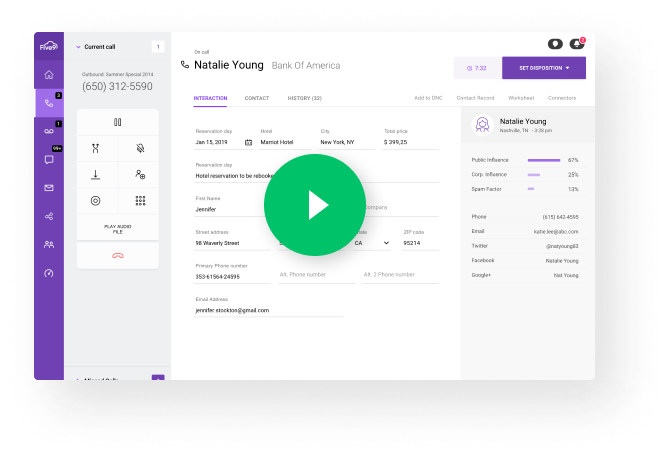 Five9
Current call
1
On call
Natalie Young Bank Of America
2
7:32
SET DISPOSITION
Outbound: Summer Special 2014
(650) 312-5590
3
1
99+
PLAY AUDIO
FILE
INTERACTION CONTACT HISTORY (32)
Add to DNC Contact Record Worksheet Connectors
Reservation day Hotel City Total price
Jan 15, 2019 Marriot Hotel New York, NY $ 399,25
Reservation day
Hotel reservation to be rebooke
First Name
Jennifer
Company
Street address ZIP code
98 Waverly Street CA 95214
Primary Phone number
353-61564-24595 Alt. Phone number Alt. 2 Phone number
Email Address
jennifer.stockton@gmail.com
Natalie Young
Nashville, TN - 3:28 pm
Public Influence 67%
Corp. Influence 25%
Spam Factor 13%
Phone (615) 642-4595
Email katie.lee@abc.com
Twitter @natyoung83
Facebook Natalie Young
Google+ Nat Young